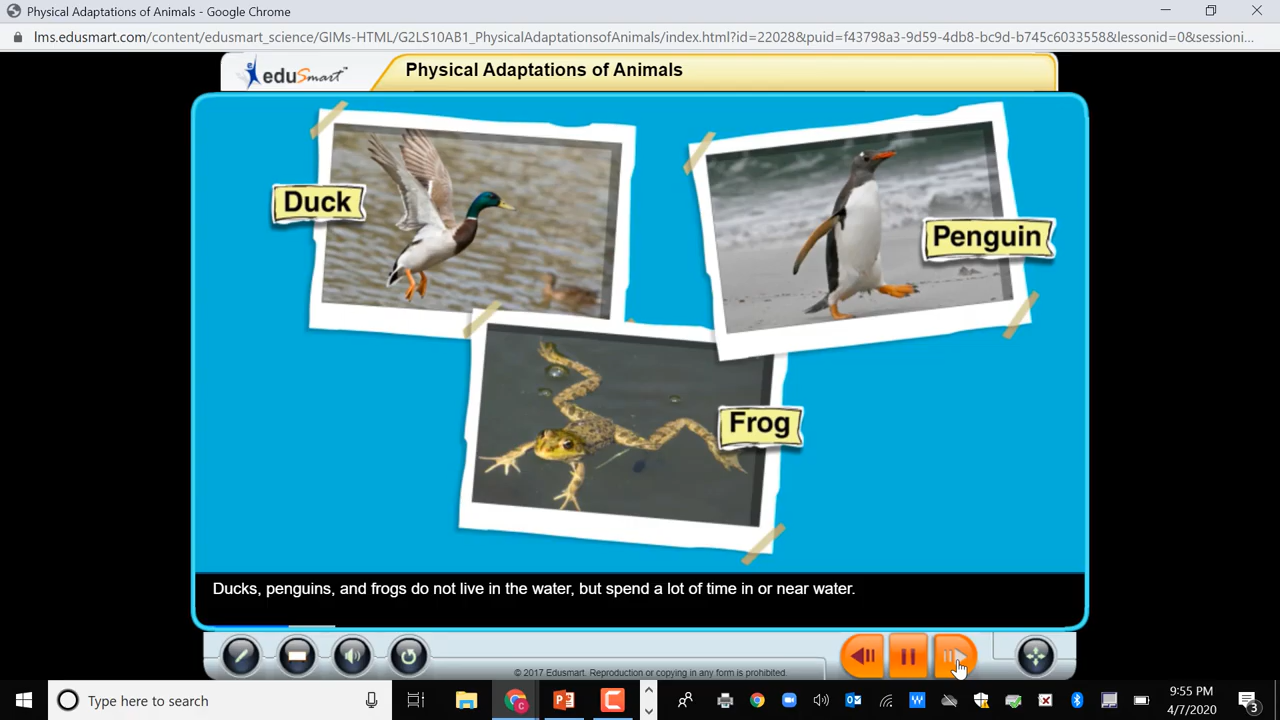 Physical Adaptations of Animals - Google Chrome
lms.edusmart.com/content/edusmart_science/GIMs-HTML/G2LS10AB1_PhysicalAdaptationsofAnimals/index.html?id=22028&puid=f43798a3-9d59-4db8-bc9d-b745c6033558&lessonid=0&sessioni...
eduSmart™
Physical Adaptations of Animals
Duck
Penguin
Frog
Ducks, penguins, and frogs do not live in the water, but spend a lot of time in or near water.
© 2017 Edusmart. Reproduction or copying in any form is prohibited.
Type here to search
9:55 PM
4/7/2020
3